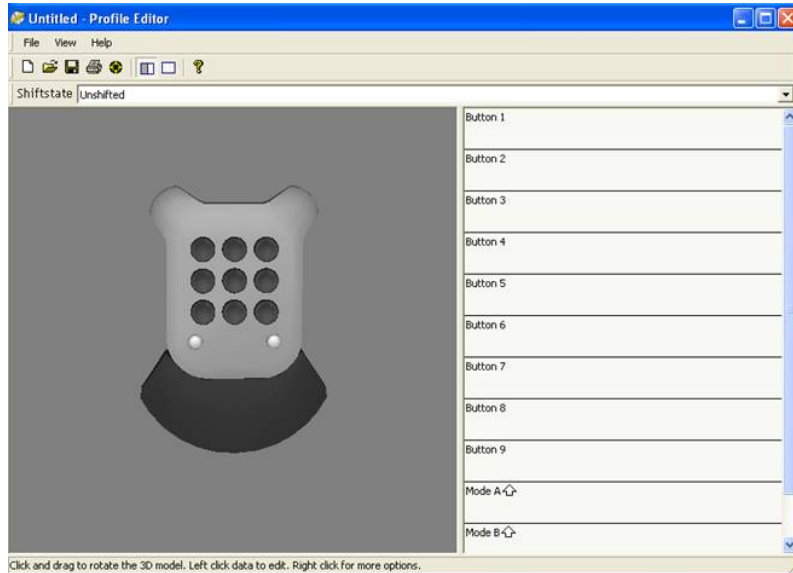 Untitled - Profile Editor
File View Help
Shiftstate Unshifted
Button 1
Button 2
Button 3
Button 4
Button 5
Button 6
Button 7
Button 8
Button 9
Mode A
Mode B
Click and drag to rotate the 3D model. Left click data to edit. Right click for more options.